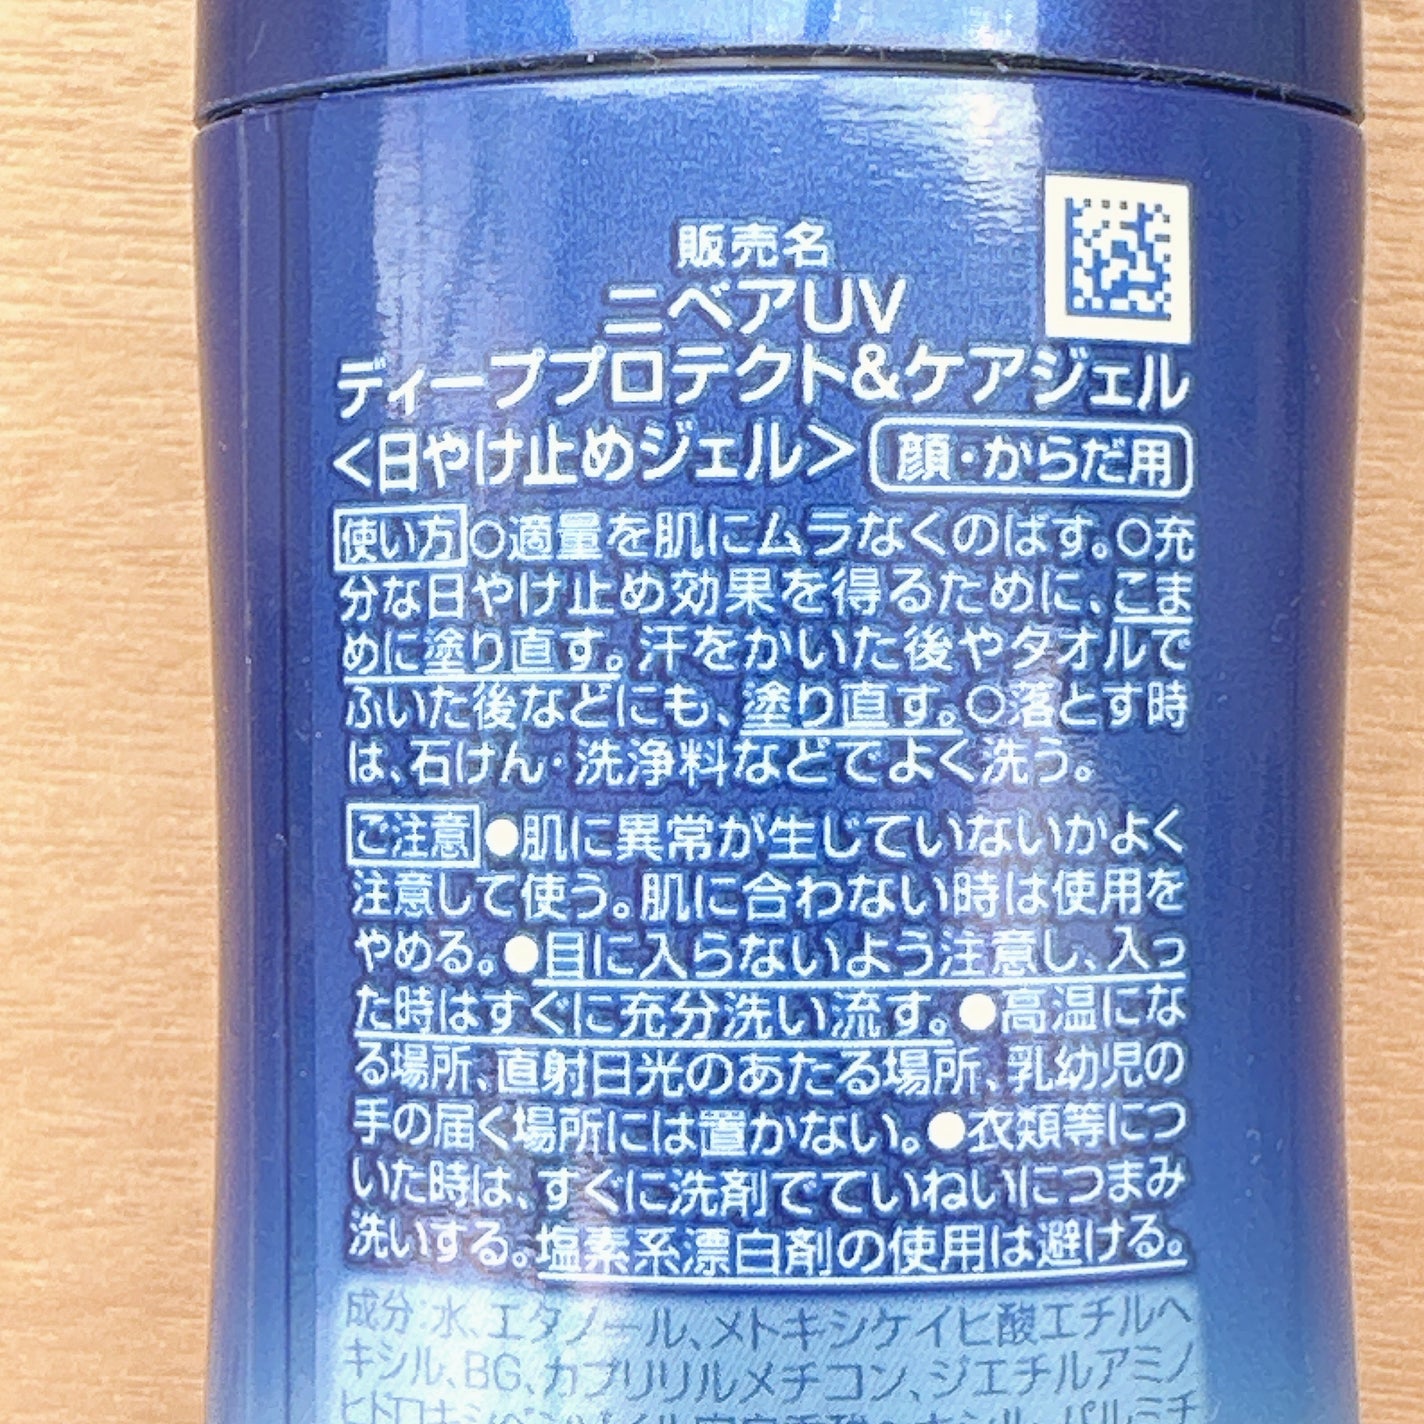 販売名
ニベアUV
ディーププロテクト&ケアジェル
<日やけ止めジェル> 顔・からだ用
使い方 ○適量を肌にムラなくのばす。○充
分な日やけ止め効果を得るために、こま
めに塗り直す。汗をかいた後やタオルで
ふいた後などにも、塗り直す。○落とす時
は、石けん・洗浄料などでよく洗う。
ご注意 ●肌に異常が生じていないかよく
注意して使う。肌に合わない時は使用を
やめる。●目に入らないよう注意し、入っ
た時はすぐに充分洗い流す。●高温にな
る場所、直射日光のあたる場所、乳幼児の
手の届く場所には置かない。●衣類等につ
いた時は、すぐに洗剤でていねいにつまみ
洗いする。塩素系漂白剤の使用は避ける。
成分:水、エタノール、メトキシケイヒ酸エチルヘ
キシル、BG、カプリリルメチコン、ジエチルアミノ